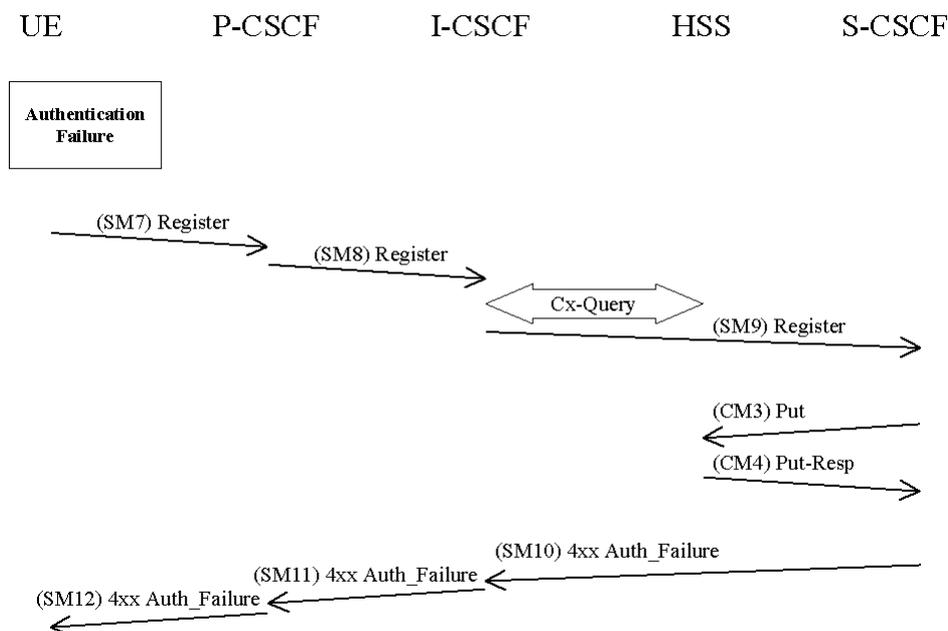 UE P-CSCF I-CSCF HSS S-CSCF
Authentication
Failure
(SM7) Register
(SM8) Register
Cx-Query
(SM9) Register
(CM3) Put
(CM4) Put-Resp
(SM10) 4xx Auth_Failure
(SM11) 4xx Auth_Failure
(SM12) 4xx Auth_Failure